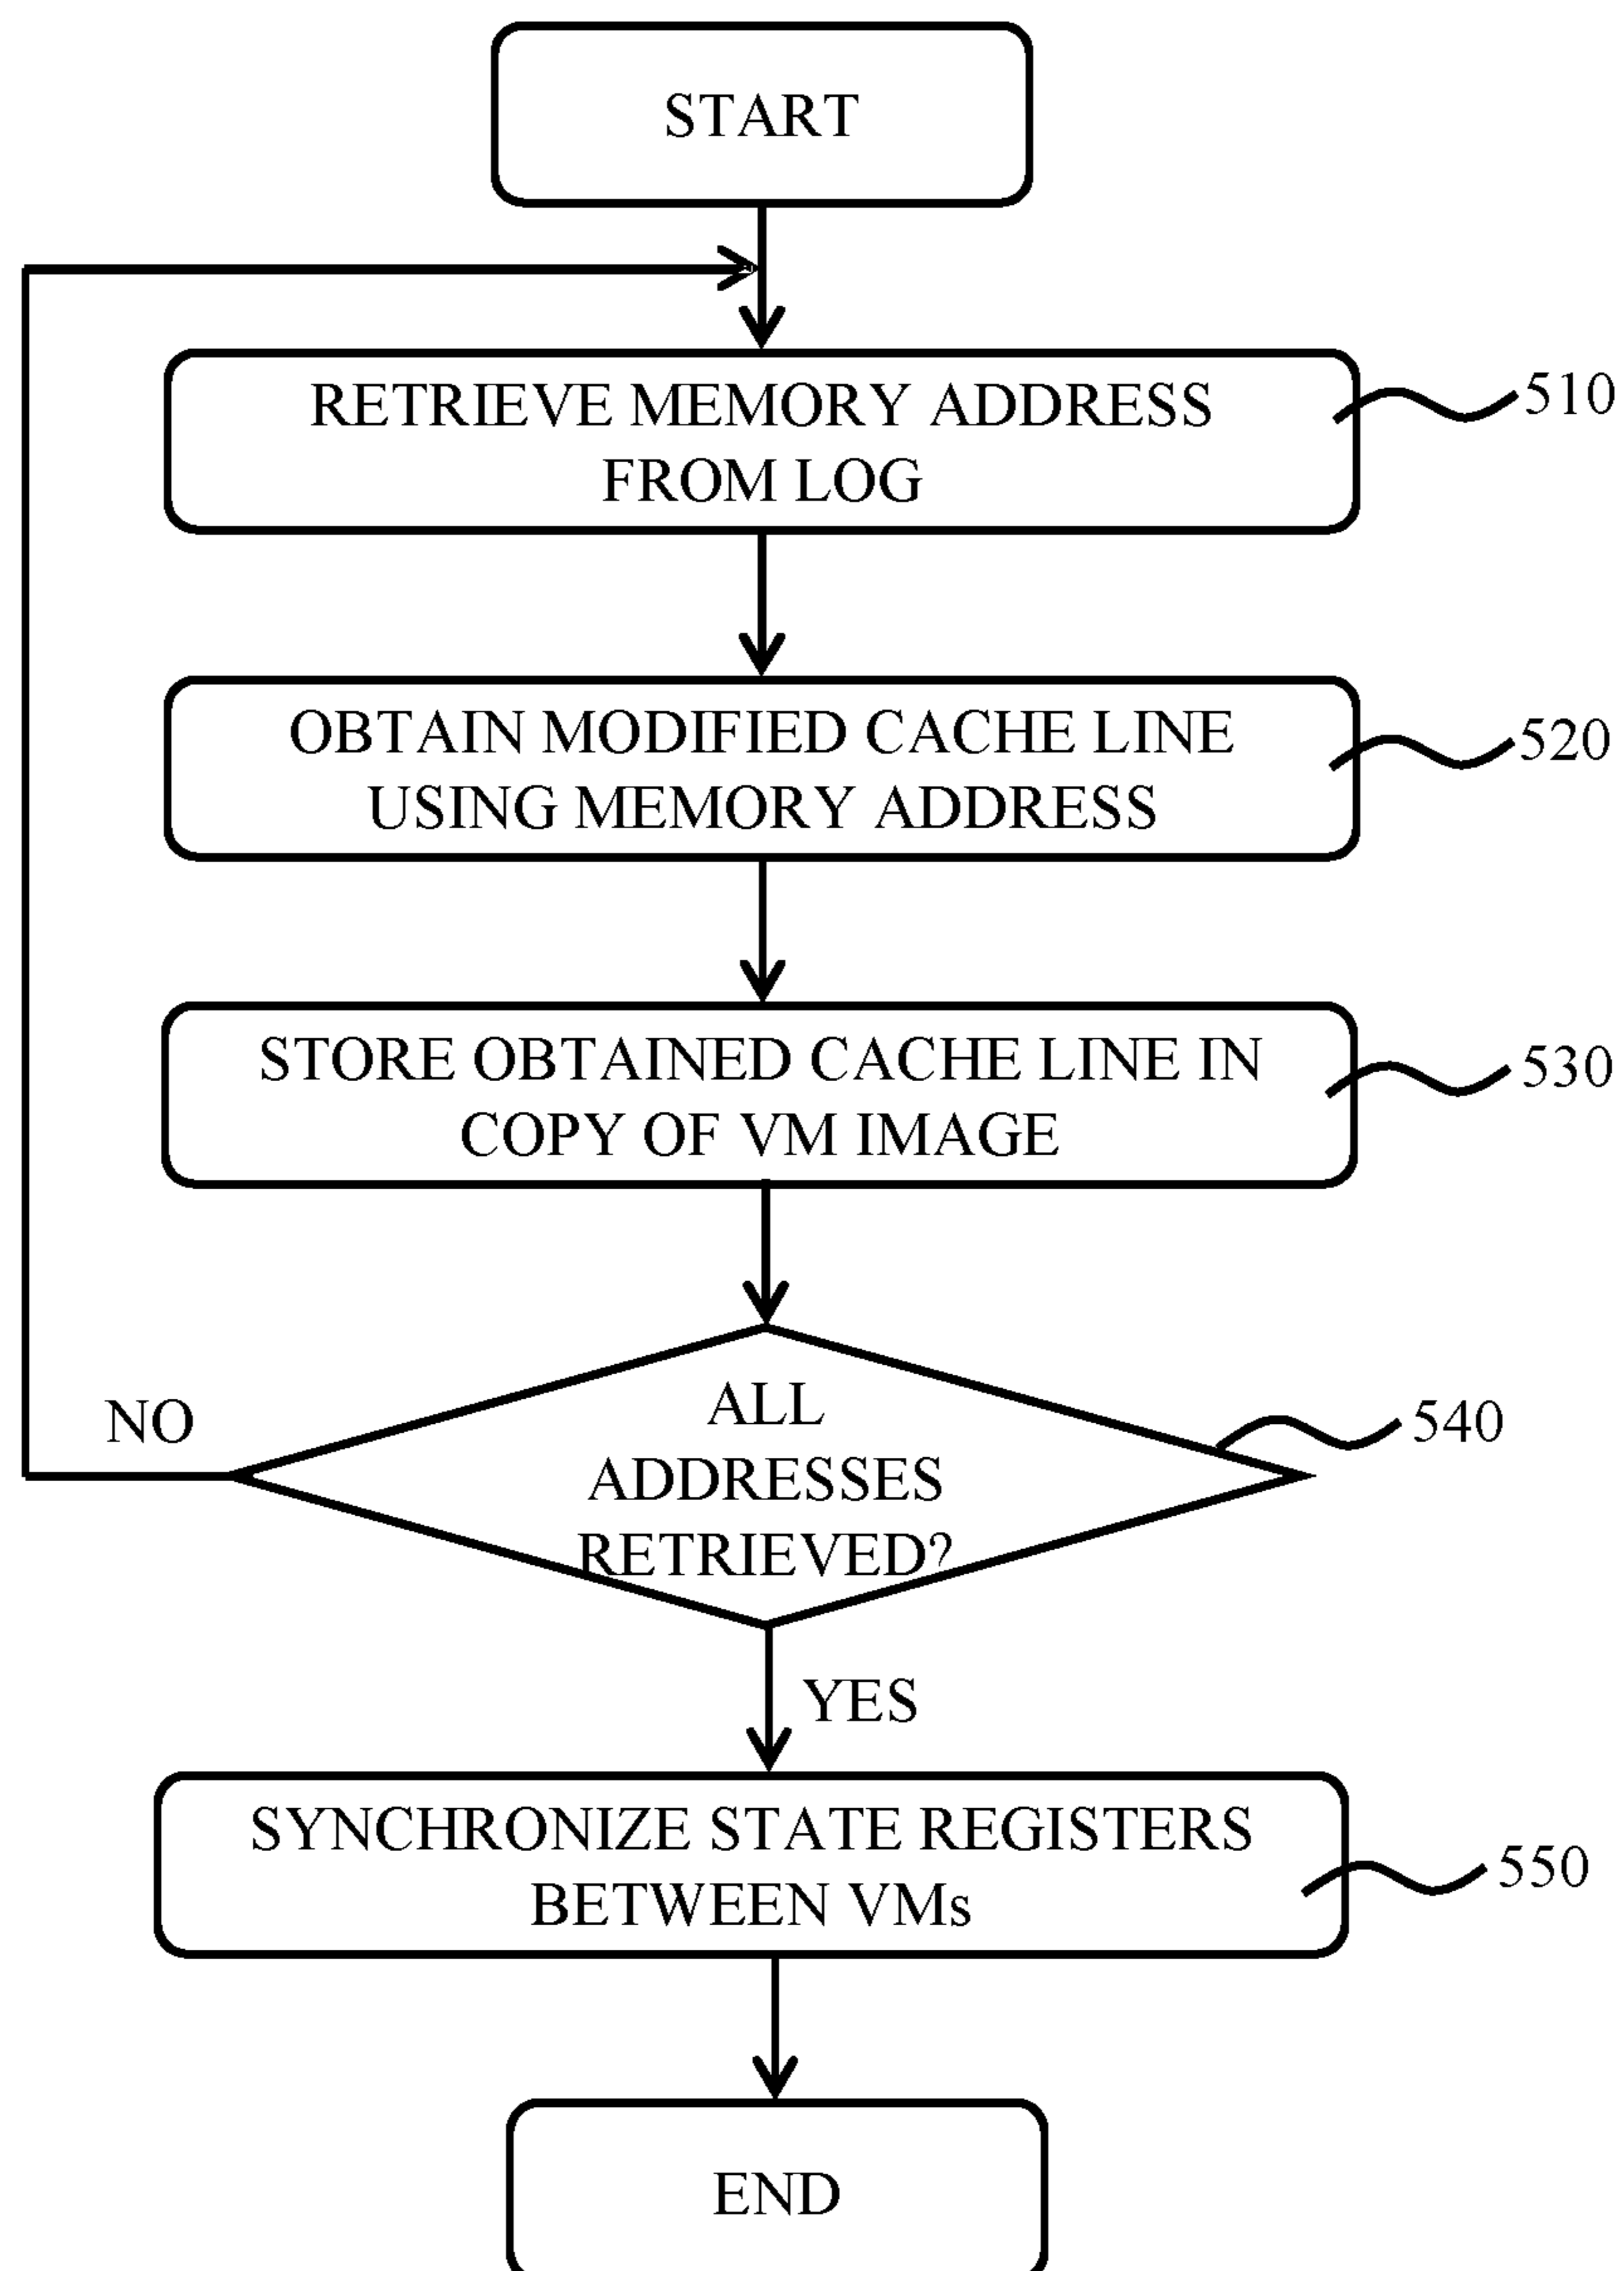 START
RETRIEVE MEMORY ADDRESS
FROM LOG
510
OBTAIN MODIFIED CACHE LINE
USING MEMORY ADDRESS
520
STORE OBTAINED CACHE LINE IN
COPY OF VM IMAGE
530
ALL
ADDRESSES
RETRIEVED?
540
NO
YES
SYNCHRONIZE STATE REGISTERS
BETWEEN VMs
550
END